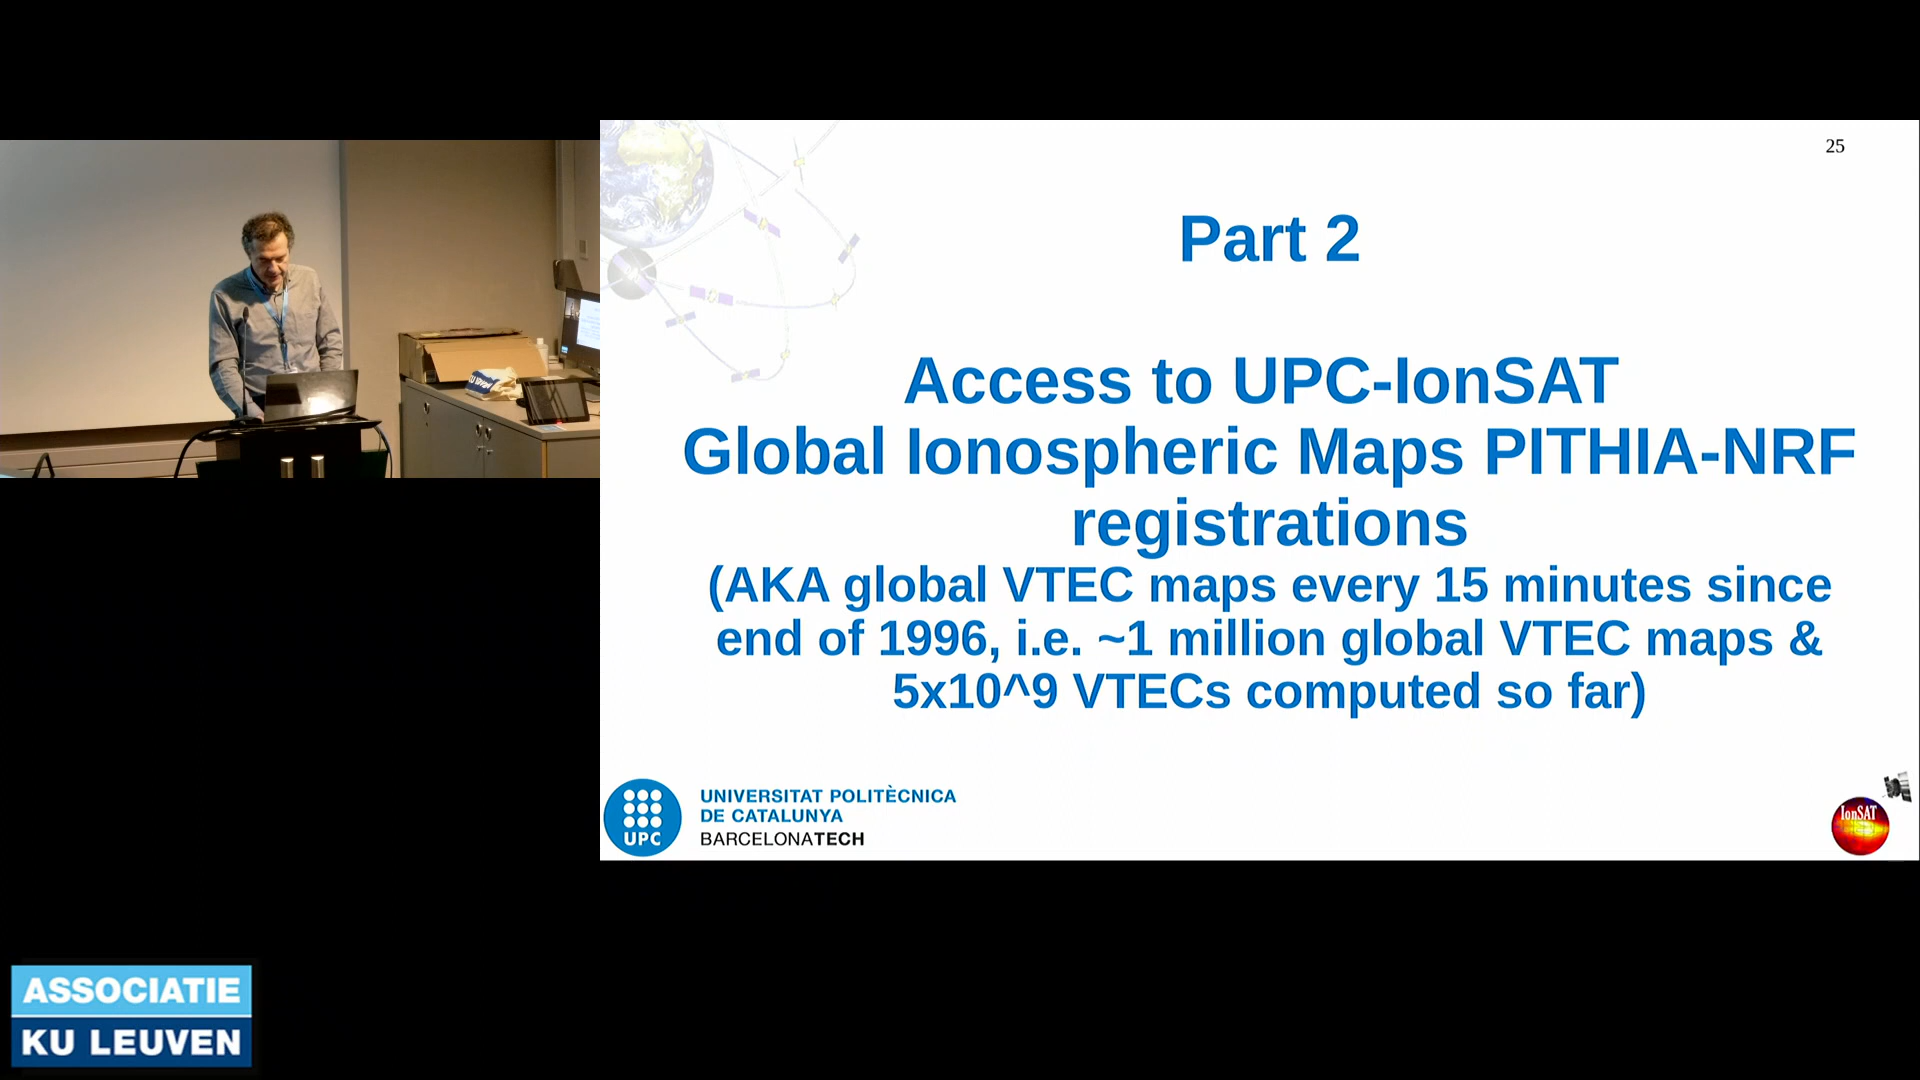 25
Part 2
Access to UPC-IonSAT
Global Ionospheric Maps PITHIA-NRF
registrations
(AKA global VTEC maps every 15 minutes since
end of 1996, i.e. ~1 million global VTEC maps &
5x10^9 VTECs computed so far)
UPC
UNIVERSITAT POLITÈCNICA
DE CATALUNYA
BARCELONATECH
IonSAT
ASSOCIATIE
KU LEUVEN